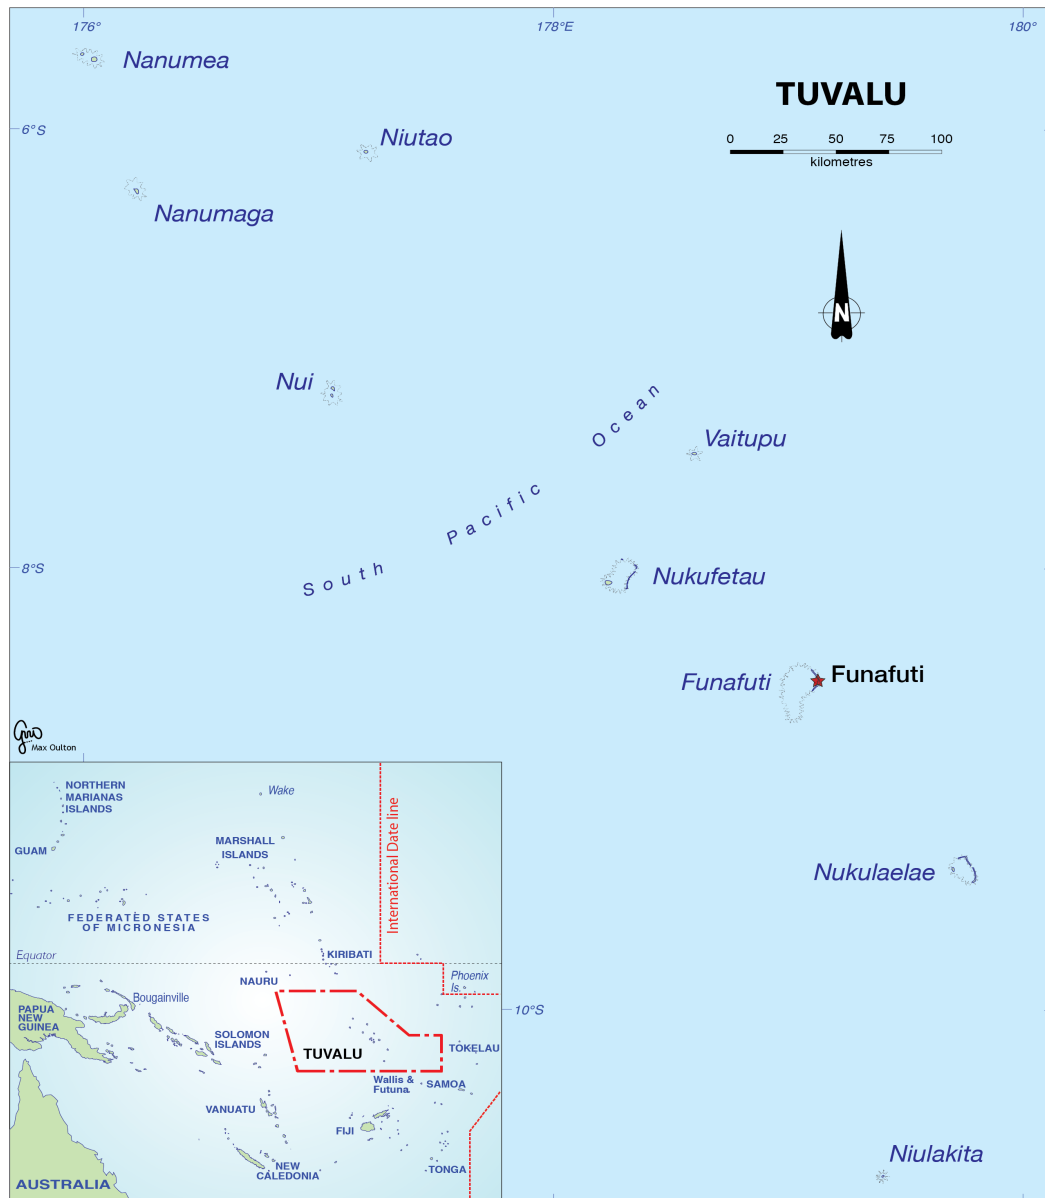 176°
178°E
180°
Nanumea
TUVALU
6°S
Niutao
0 25 50 75 100
kilometres
Nanumaga
N
Nui
Vaitupu
South Pacific Ocean
8°S
Nukufetau
Funafuti
Funafuti
Max Oulton
Nukulaelae
10°S
Niulakita
NORTHERN
MARIANAS
ISLANDS
Wake
International Date line
GUAM
MARSHALL
ISLANDS
FEDERATED STATES
OF MICRONESIA
Equator
KIRIBATI
NAURU
Phoenix
Is.
Bougainville
PAPUA
NEW
GUINEA
SOLOMON
ISLANDS
TUVALU
TOKELAU
Wallis &
Futuna
SAMOA
VANUATU
FIJI
NEW
CALEDONIA
TONGA
AUSTRALIA